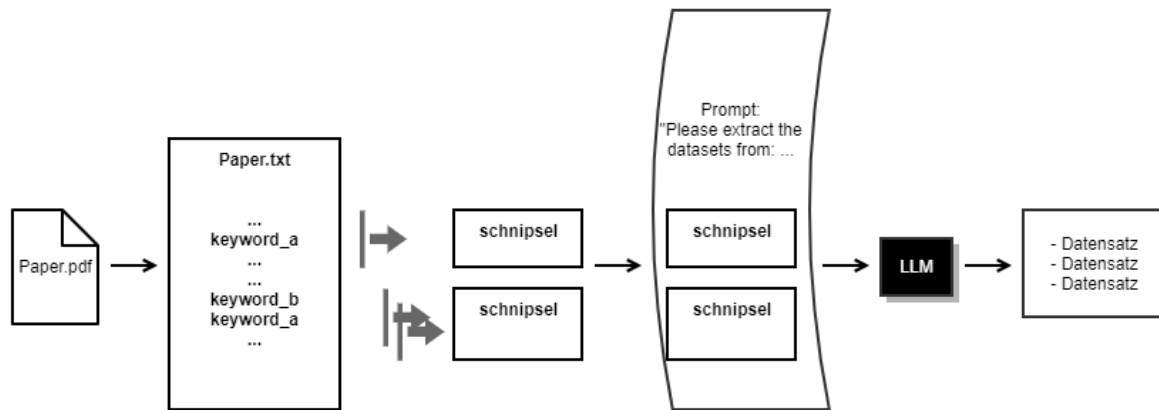 Paper.pdf
Paper.txt
...
keyword_a
...
...
keyword_b
keyword_a
...
schnipsel
schnipsel
Prompt:
"Please extract the
datasets from: ...
schnipsel
schnipsel
LLM
- Datensatz
- Datensatz
- Datensatz